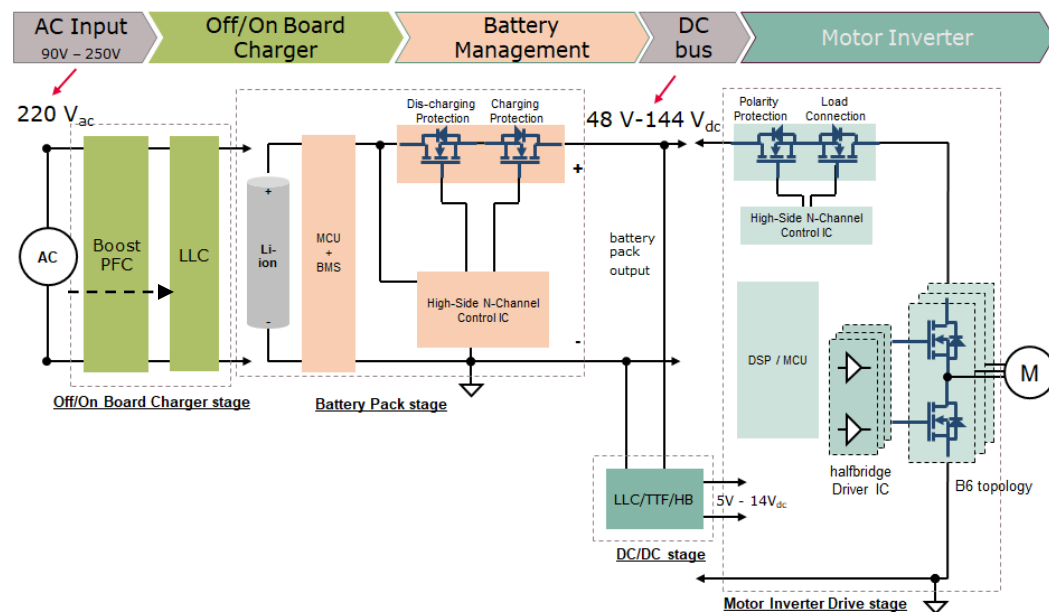 AC Input
90V – 250V
Off/On Board
Charger
Battery
Management
DC
bus
Motor Inverter
220 Vac
Dis-charging
Protection
Charging
Protection
48 V-144 Vdc
Polarity
Protection
Load
Connection
+
High-Side N-Channel
Control IC
AC
Boost
PFC
LLC
+
Li-
ion
-
MCU
+
BMS
High-Side N-Channel
Control IC
battery
pack
output
-
DSP / MCU
M
Off/On Board Charger stage
Battery Pack stage
halfbridge
Driver IC
B6 topology
LLC/TTF/HB
5V - 14Vdc
DC/DC stage
Motor Inverter Drive stage